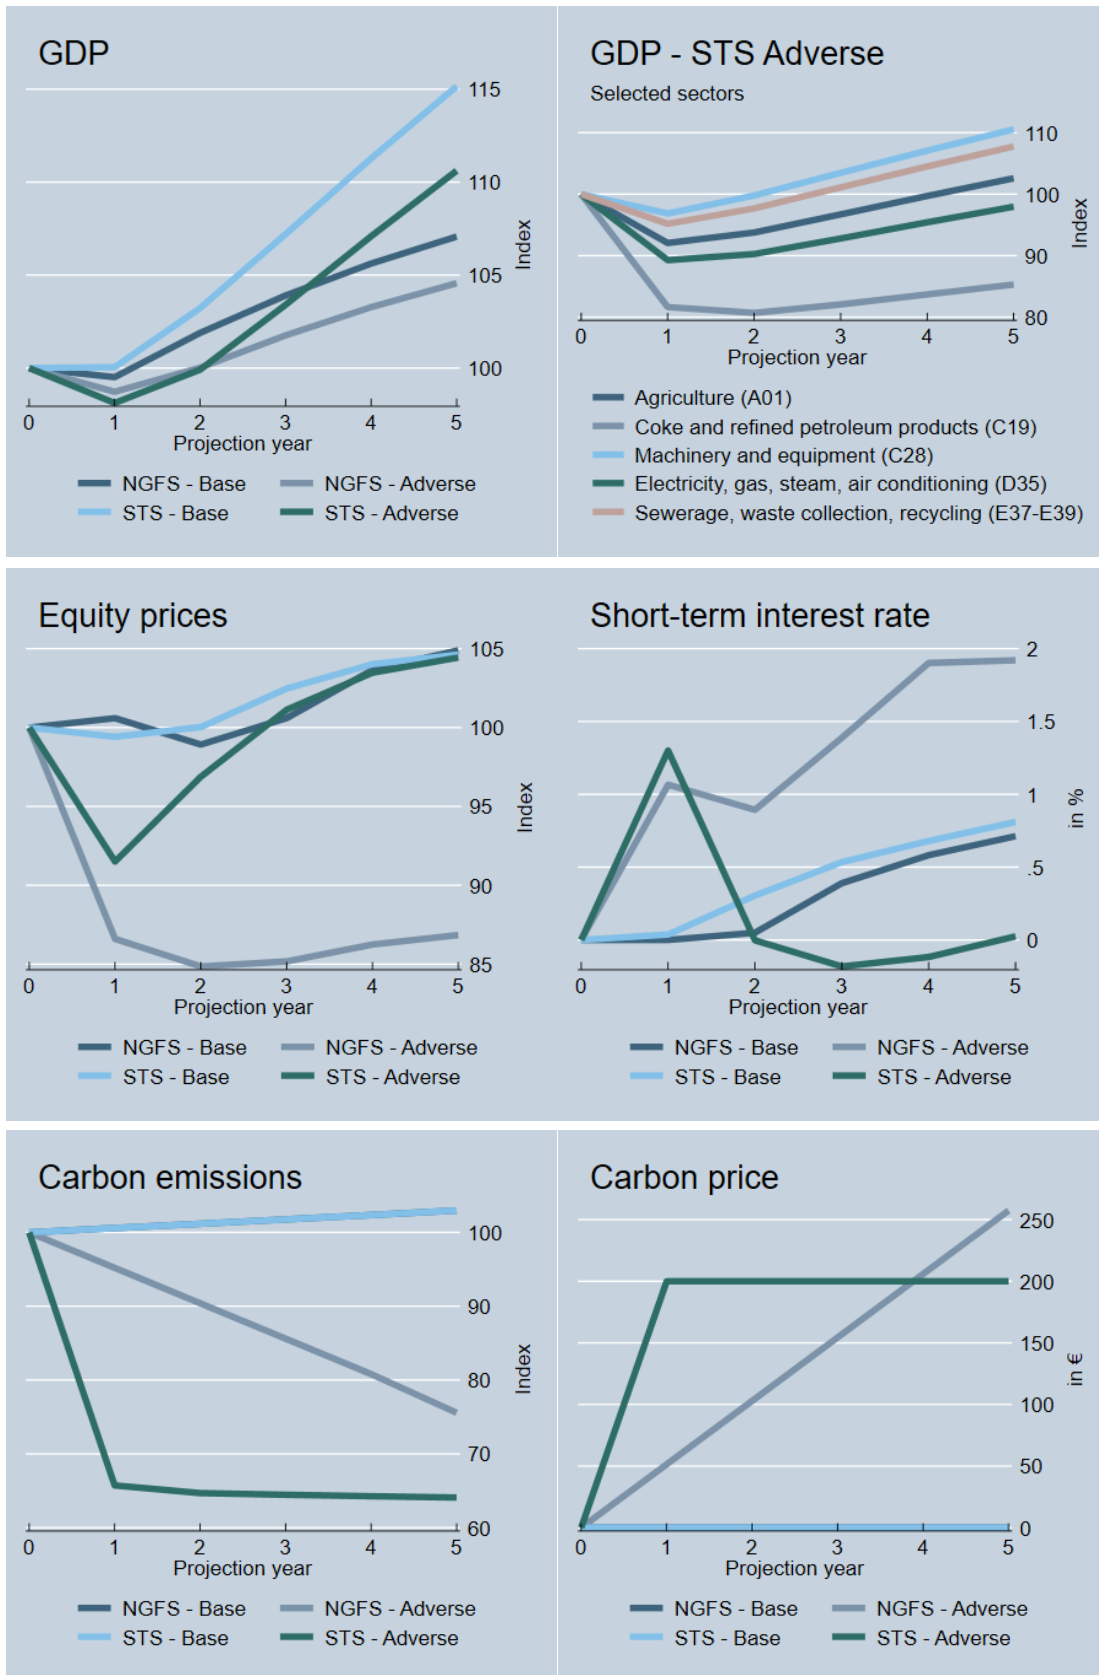 GDP
115
110
105
100
Index
0 1 2 3 4 5
Projection year
NGFS - Base NGFS - Adverse
STS - Base STS - Adverse
GDP - STS Adverse
Selected sectors
110
100
90
80
Index
0 1 2 3 4 5
Projection year
Agriculture (A01)
Coke and refined petroleum products (C19)
Machinery and equipment (C28)
Electricity, gas, steam, air conditioning (D35)
Sewerage, waste collection, recycling (E37-E39)
Equity prices
105
100
95
90
85
Index
0 1 2 3 4 5
Projection year
NGFS - Base NGFS - Adverse
STS - Base STS - Adverse
Short-term interest rate
2
1.5
1
.5
0
in %
0 1 2 3 4 5
Projection year
NGFS - Base NGFS - Adverse
STS - Base STS - Adverse
Carbon emissions
100
90
80
70
60
Index
0 1 2 3 4 5
Projection year
NGFS - Base NGFS - Adverse
STS - Base STS - Adverse
Carbon price
250
200
150
100
50
0
in €
0 1 2 3 4 5
Projection year
NGFS - Base NGFS - Adverse
STS - Base STS - Adverse